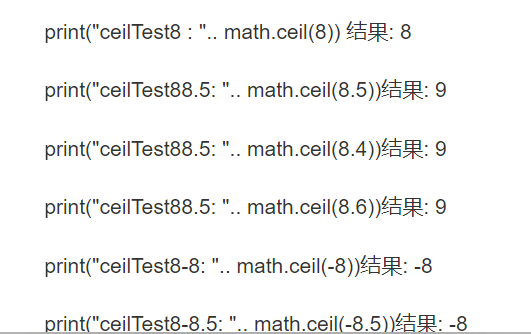 print("ceilTest8 : ".. math.ceil(8)) 结果: 8
print("ceilTest88.5: ".. math.ceil(8.5))结果: 9
print("ceilTest88.5: ".. math.ceil(8.4))结果: 9
print("ceilTest88.5: ".. math.ceil(8.6))结果: 9
print("ceilTest8-8: ".. math.ceil(-8))结果: -8
print("ceilTest8-8.5: ".. math.ceil(-8.5))结果: -8